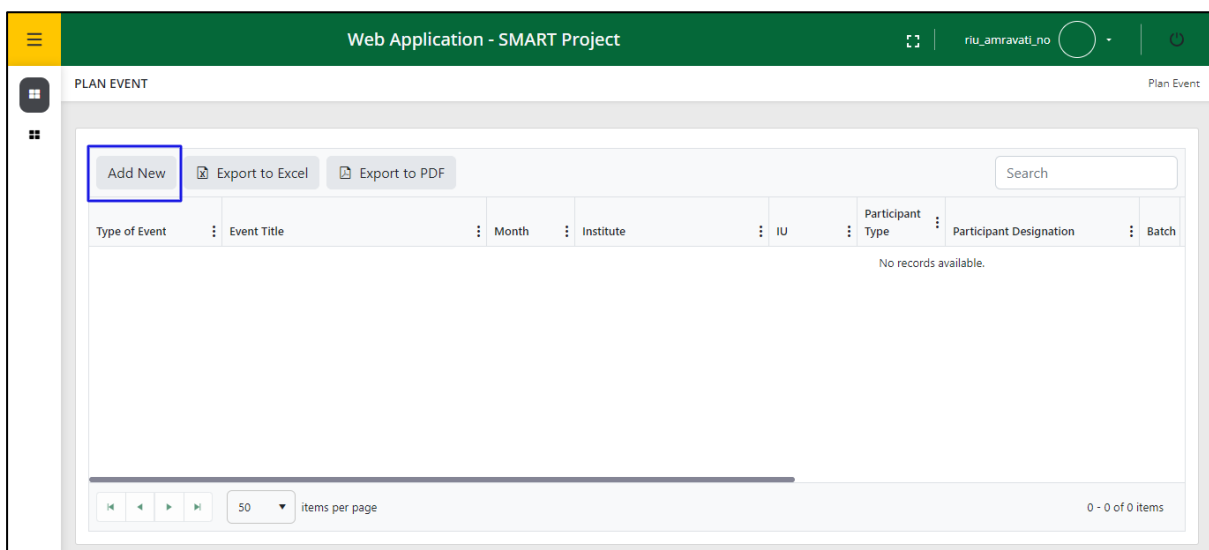 Web Application - SMART Project
riu_amravati_no
PLAN EVENT
Plan Event
Add New
Export to Excel
Export to PDF
Search
Type of Event
Event Title
Month
Institute
IU
Participant
Type
Participant Designation
Batch
No records available.
50
items per page
0 - 0 of 0 items